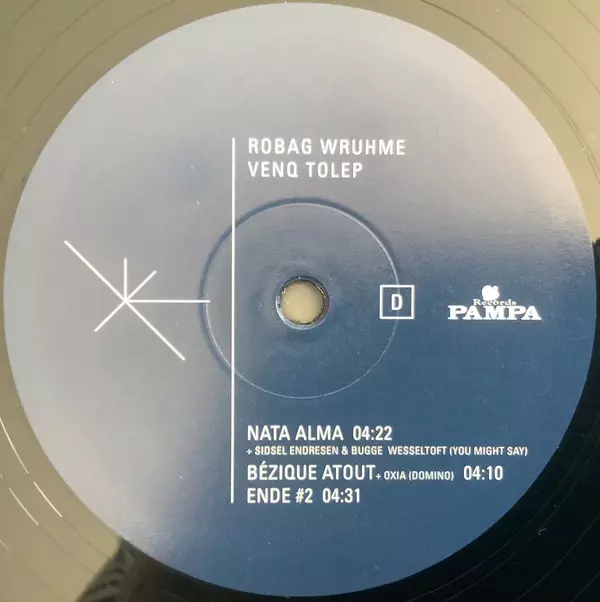 ROBAG WRUHME
VENQ TOLEP
D
Records
PAMPA
NATA ALMA 04:22
+ SIDSEL ENDRESEN & BUGGE WESSELTOFT (YOU MIGHT SAY)
BÉZIQUE ATOUT + OXIA (DOMINO) 04:10
ENDE #2 04:31